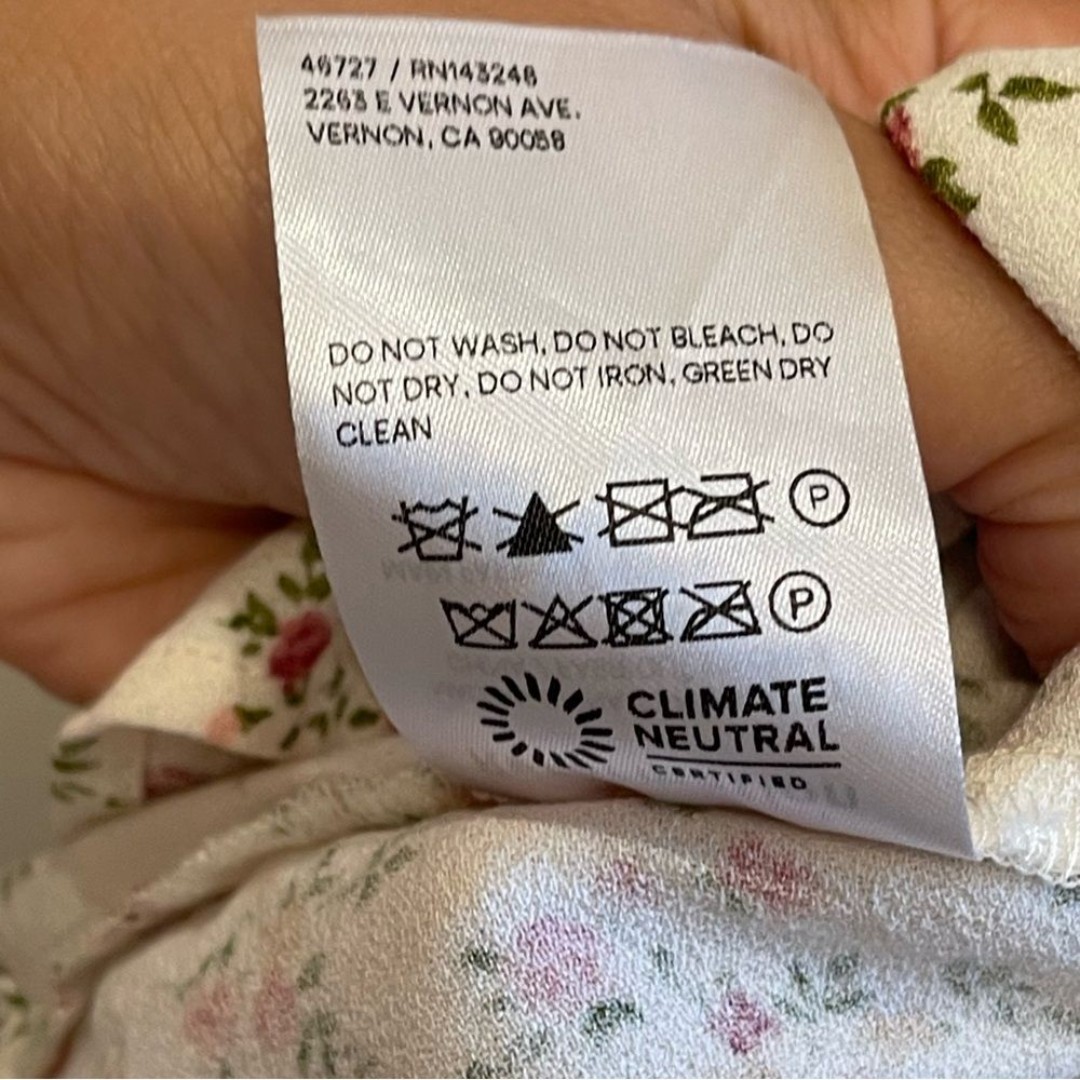 46727 / RN143246
2263 E VERNON AVE.
VERNON, CA 90058
DO NOT WASH, DO NOT BLEACH, DO
NOT DRY, DO NOT IRON, GREEN DRY
CLEAN
P
P
CLIMATE
NEUTRAL
CERTIFIED